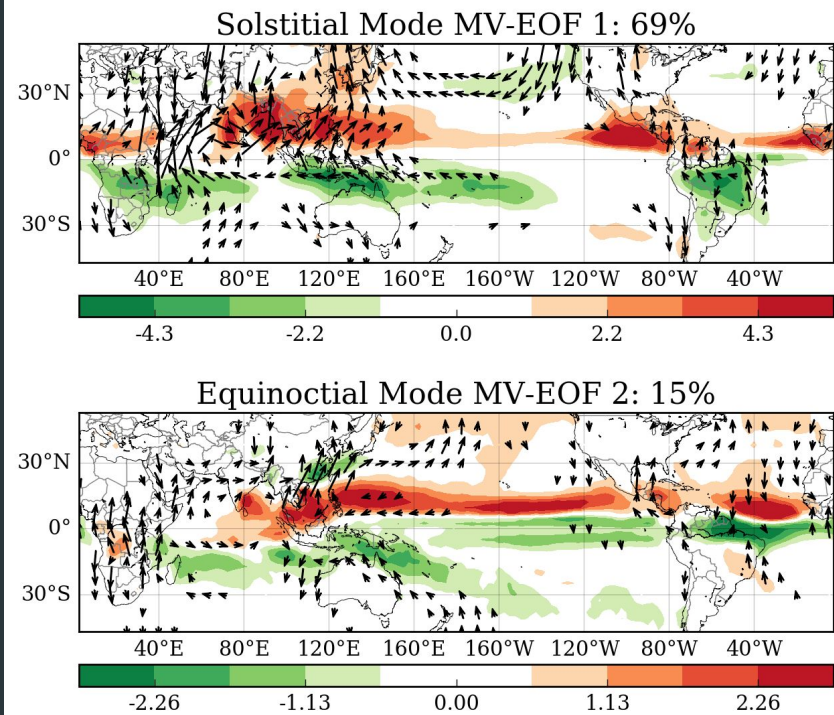 Solstitial Mode MV-EOF 1: 69%
30°N
0°
30°S
40°E 80°E 120°E 160°E 160°W 120°W 80°W 40°W
-4.3 -2.2 0.0 2.2 4.3
Equinoctial Mode MV-EOF 2: 15%
30°N
0°
30°S
40°E 80°E 120°E 160°E 160°W 120°W 80°W 40°W
-2.26 -1.13 0.00 1.13 2.26